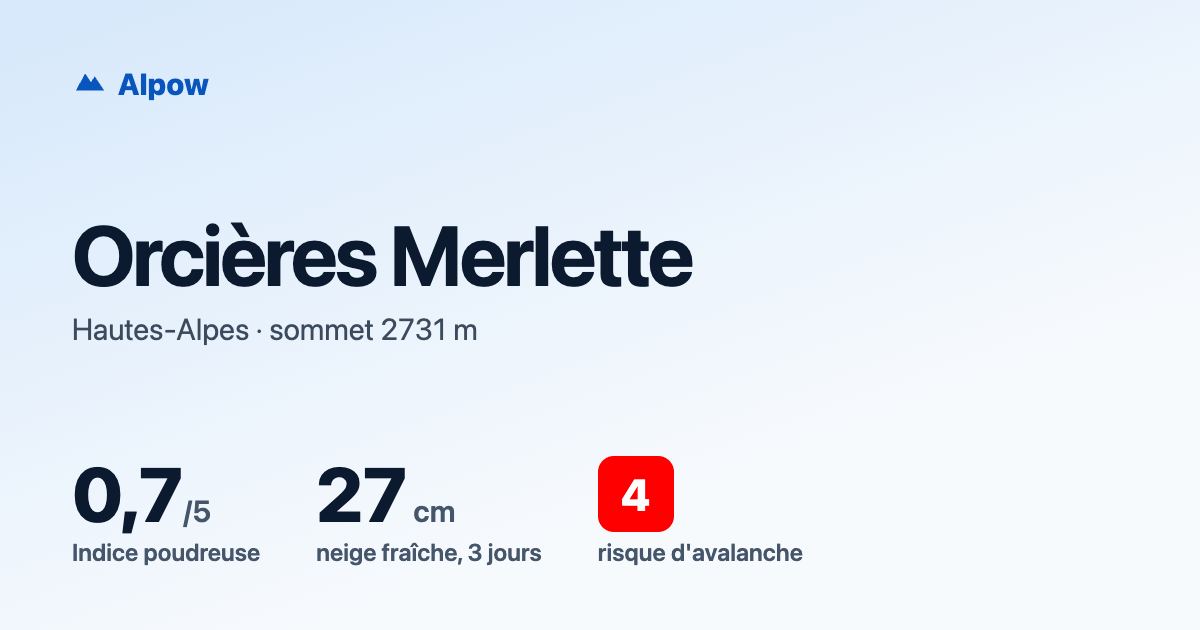 Alpow
Orcières Merlette
Hautes-Alpes · sommet 2731 m
0,7/5 27 cm 4
Indice poudreuse neige fraîche, 3 jours risque d'avalanche